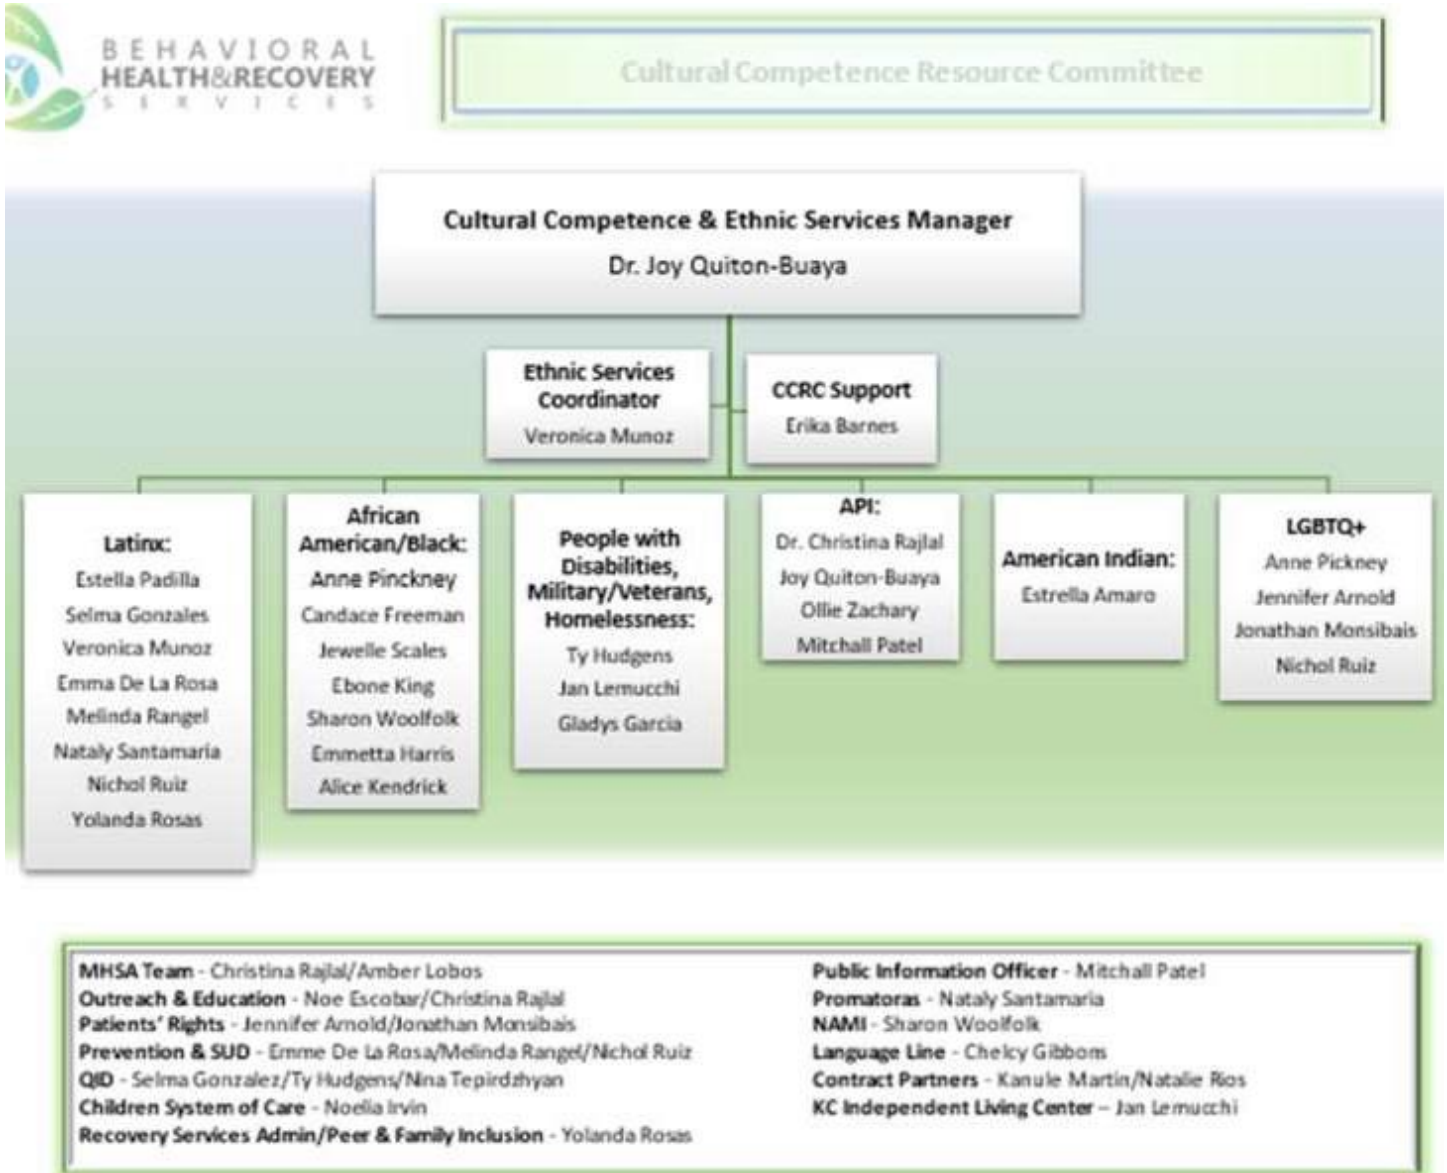 BEHAVIORAL
HEALTH&RECOVERY
SERVICES
Cultural Competence Resource Committee
Cultural Competence & Ethnic Services Manager
Dr. Joy Quiton-Buaya
Ethnic Services
Coordinator
Veronica Munoz
CCRC Support
Erika Barnes
Latinx:
Estella Padilla
Selma Gonzales
Veronica Munoz
Emma De La Rosa
Melinda Rangel
Nataly Santamaria
Nichol Ruiz
Yolanda Rosas
African
American/Black:
Anne Pinckney
Candace Freeman
Jewelle Scales
Ebone King
Sharon Woolfolk
Emmetta Harris
Alice Kendrick
People with
Disabilities,
Military/Veterans,
Homelessness:
Ty Hudgens
Jan Lemucchi
Gladys Garcia
API:
Dr. Christina Rajlal
Joy Quiton-Buaya
Ollie Zachary
Mitchall Patel
American Indian:
Estrella Amaro
LGBTQ+
Anne Pickney
Jennifer Arnold
Jonathan Monsibais
Nichol Ruiz
MHSA Team - Christina Rajlal/Amber Lobos
Outreach & Education - Noe Escobar/Christina Rajlal
Patients' Rights - Jennifer Arnold/Jonathan Monsibais
Prevention & SUD - Emme De La Rosa/Melinda Rangel/Nichol Ruiz
QID - Selma Gonzalez/Ty Hudgens/Nina Tepirdzhyan
Children System of Care - Noelia Irvin
Recovery Services Admin/Peer & Family Inclusion - Yolanda Rosas
Public Information Officer - Mitchall Patel
Promatoras - Nataly Santamaria
NAMI - Sharon Woolfolk
Language Line - Chelcy Gibbons
Contract Partners - Kanule Martin/Natalie Rios
KC Independent Living Center – Jan Lemucchi